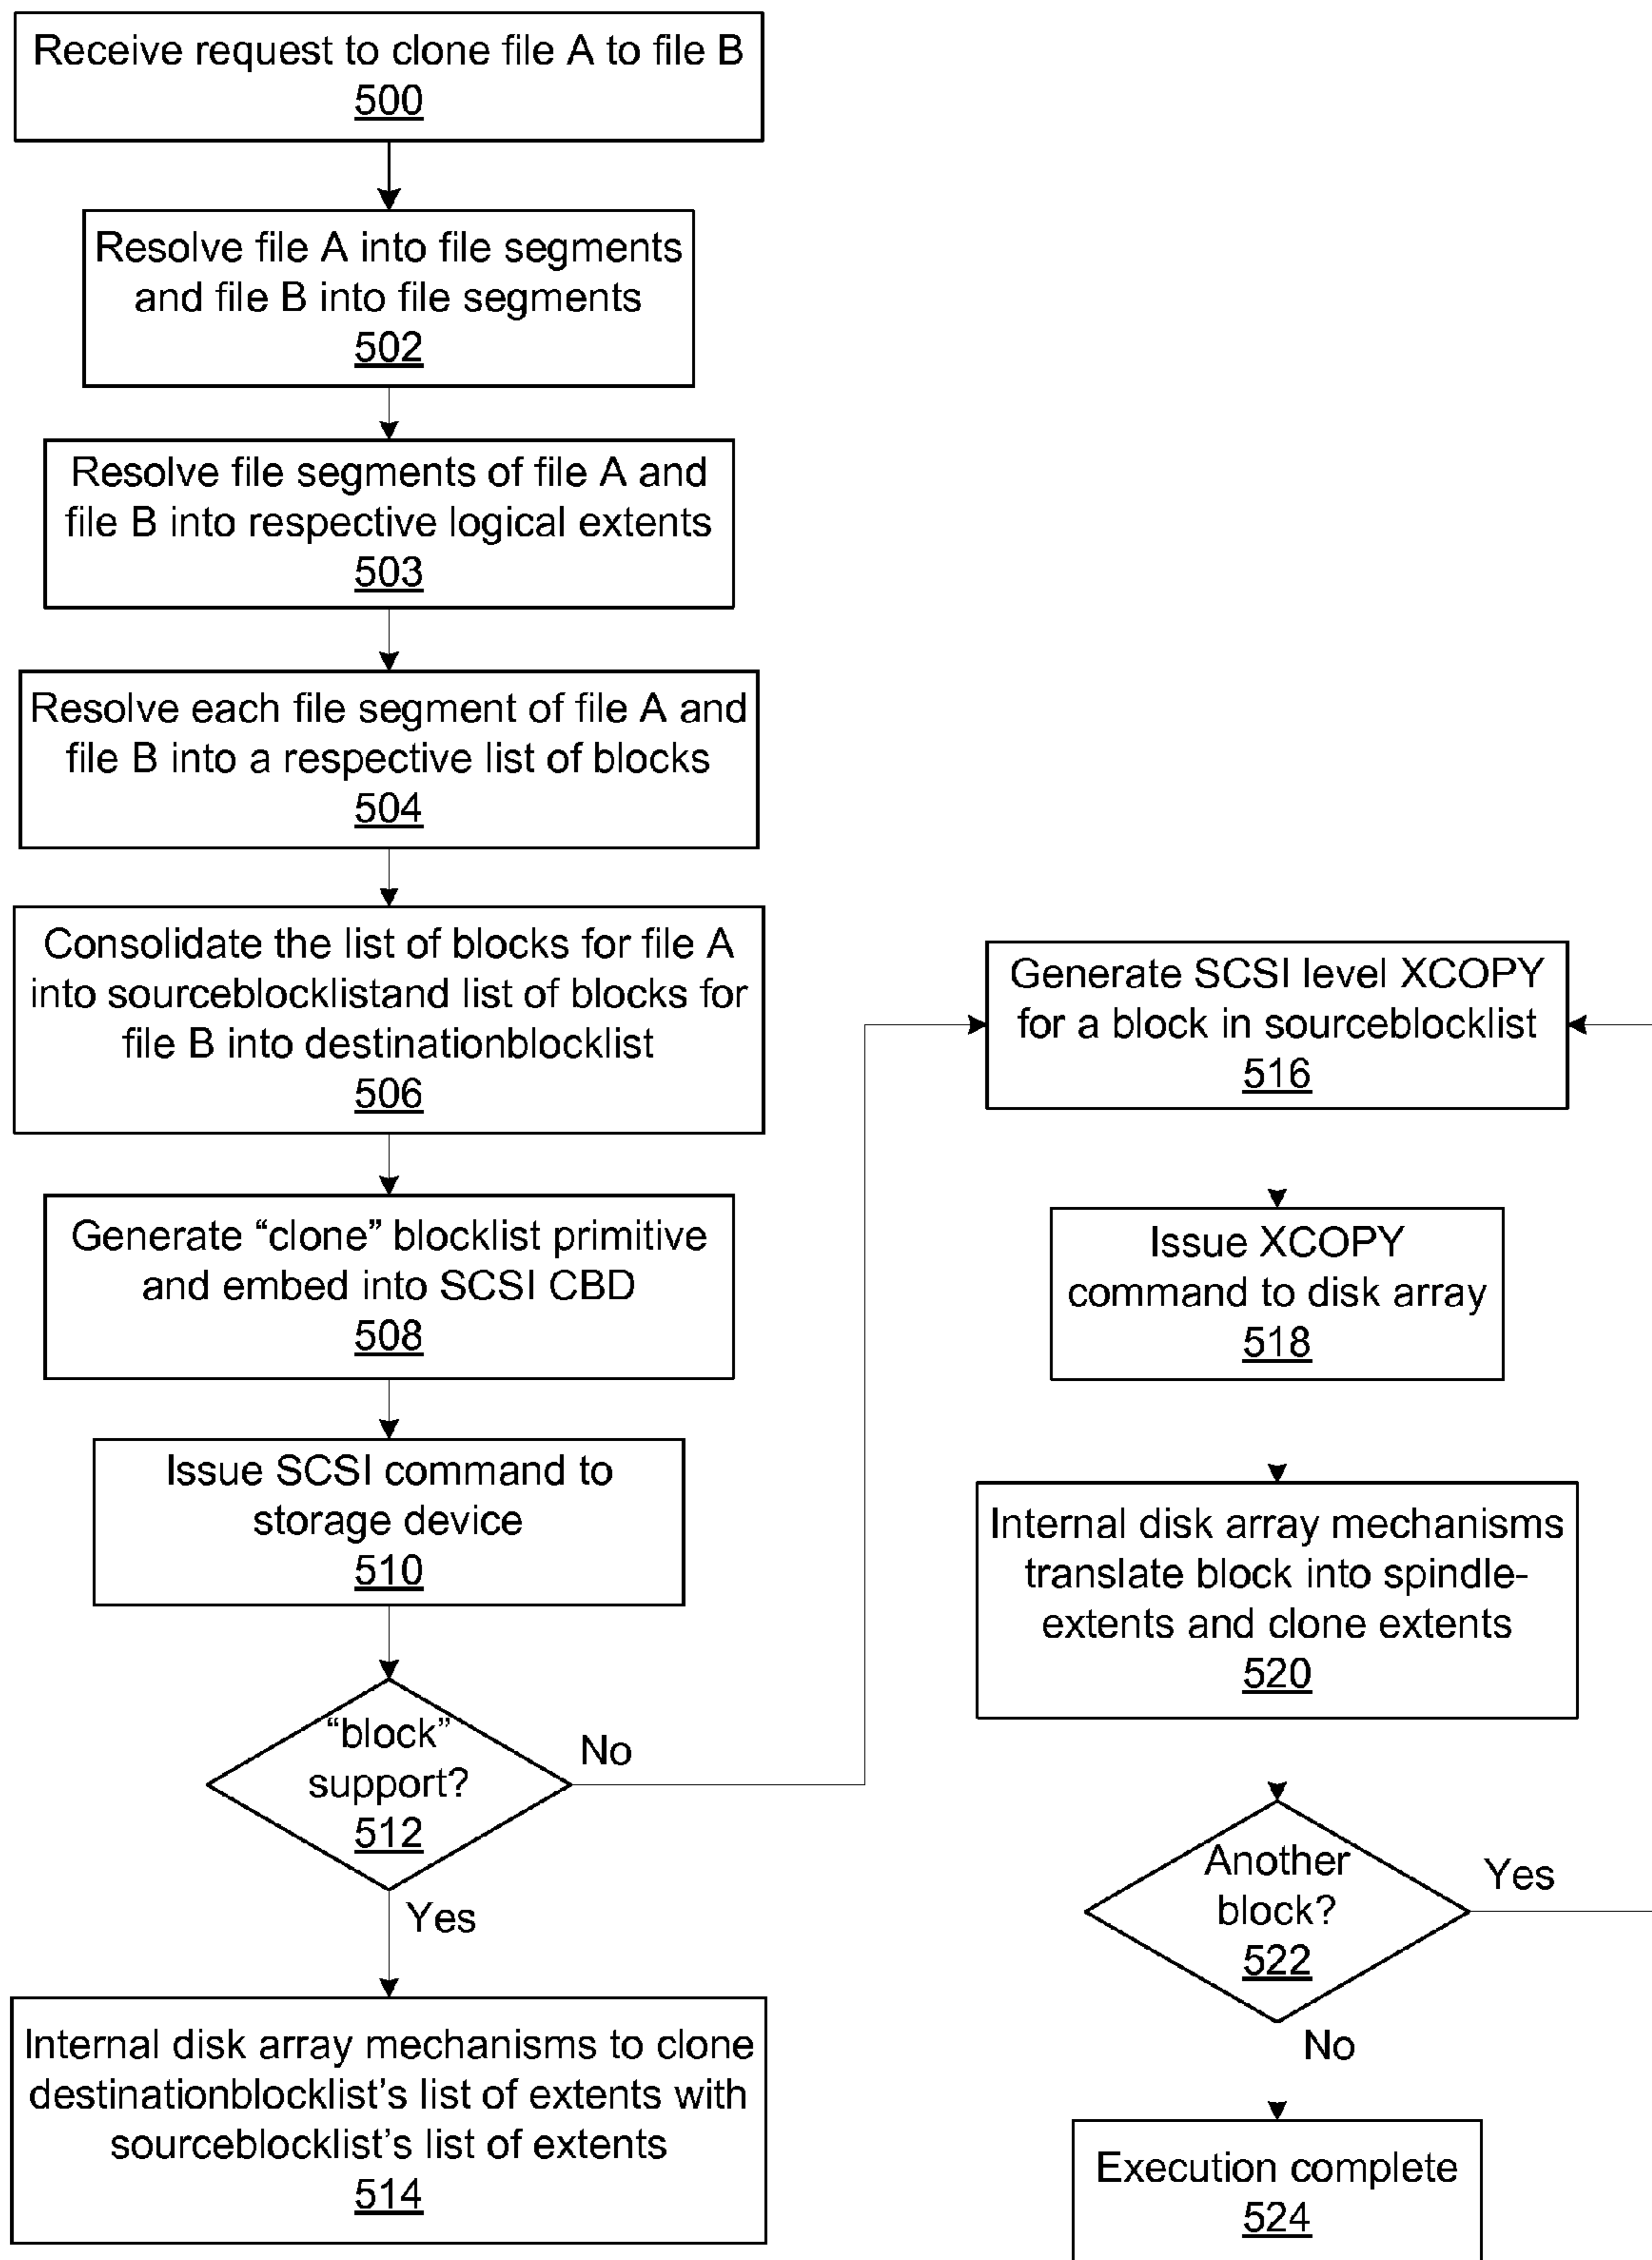 Receive request to clone file A to file B
500
Resolve file A into file segments
and file B into file segments
502
Resolve file segments of file A and
file B into respective logical extents
503
Resolve each file segment of file A and
file B into a respective list of blocks
504
Consolidate the list of blocks for file A
into sourceblocklistand list of blocks for
file B into destinationblocklist
506
Generate “clone” blocklist primitive
and embed into SCSI CBD
508
Issue SCSI command to
storage device
510
“block”
support?
512
No
Yes
Internal disk array mechanisms to clone
destinationblocklist’s list of extents with
sourceblocklist’s list of extents
514
Generate SCSI level XCOPY
for a block in sourceblocklist
516
Issue XCOPY
command to disk array
518
Internal disk array mechanisms
translate block into spindle-
extents and clone extents
520
Another
block?
522
Yes
No
Execution complete
524